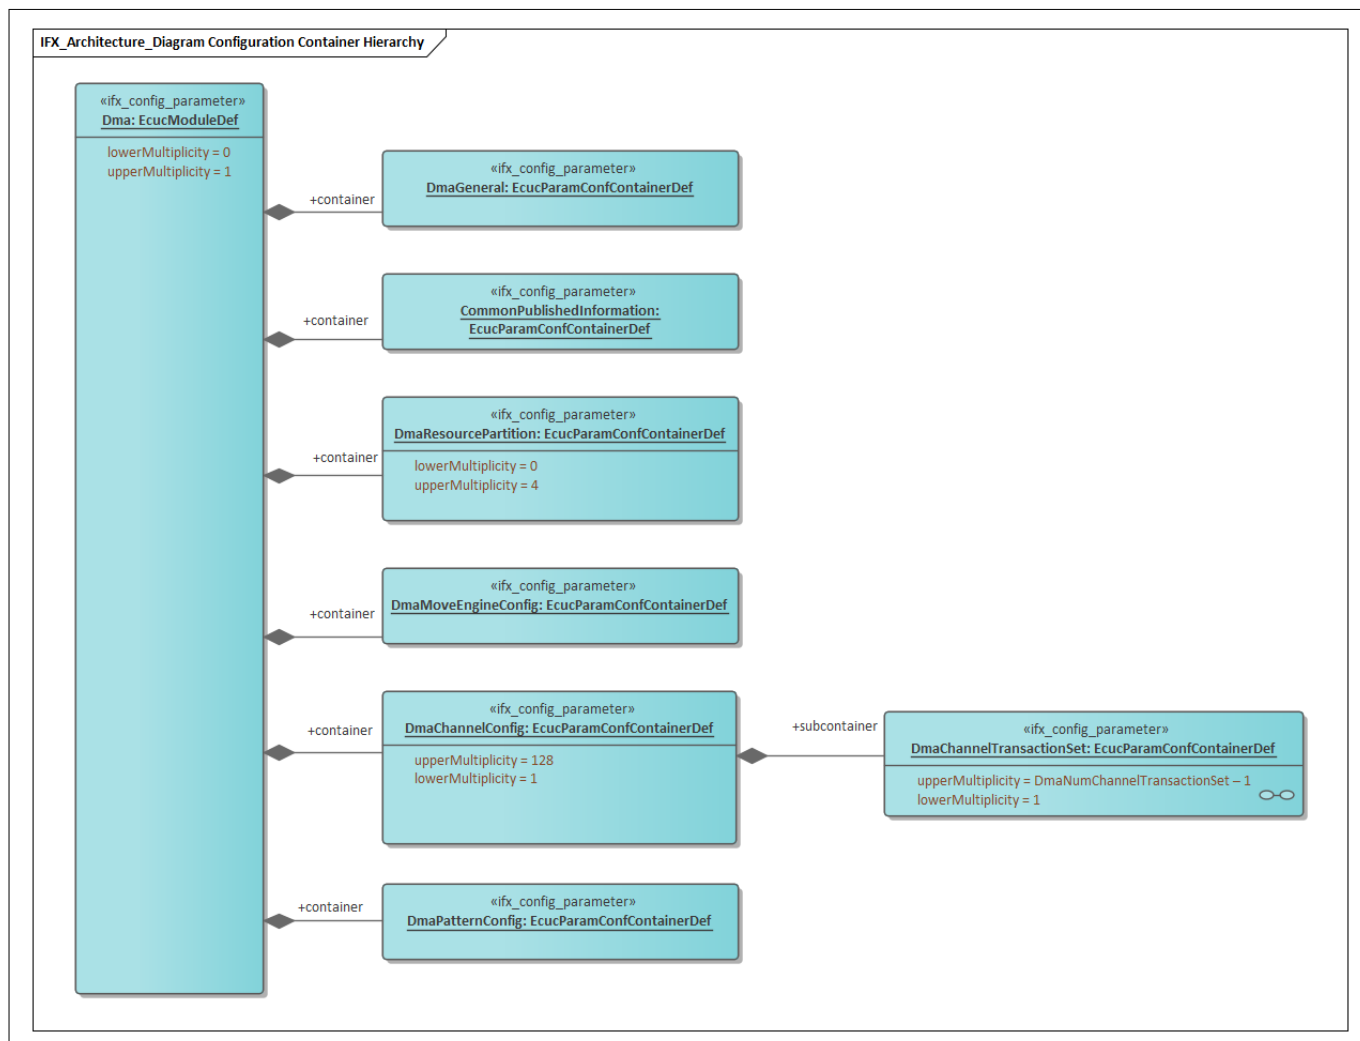 IFX_Architecture_Diagram Configuration Container Hierarchy
«ifx_config_parameter»
Dma: EcucModuleDef
lowerMultiplicity = 0
upperMultiplicity = 1
+container
«ifx_config_parameter»
DmaGeneral: EcucParamConfContainerDef
+container
«ifx_config_parameter»
CommonPublishedInformation:
EcucParamConfContainerDef
+container
«ifx_config_parameter»
DmaResourcePartition: EcucParamConfContainerDef
lowerMultiplicity = 0
upperMultiplicity = 4
+container
«ifx_config_parameter»
DmaMoveEngineConfig: EcucParamConfContainerDef
+container
«ifx_config_parameter»
DmaChannelConfig: EcucParamConfContainerDef
upperMultiplicity = 128
lowerMultiplicity = 1
+subcontainer
«ifx_config_parameter»
DmaChannelTransactionSet: EcucParamConfContainerDef
upperMultiplicity = DmaNumChannelTransactionSet – 1
lowerMultiplicity = 1
+container
«ifx_config_parameter»
DmaPatternConfig: EcucParamConfContainerDef